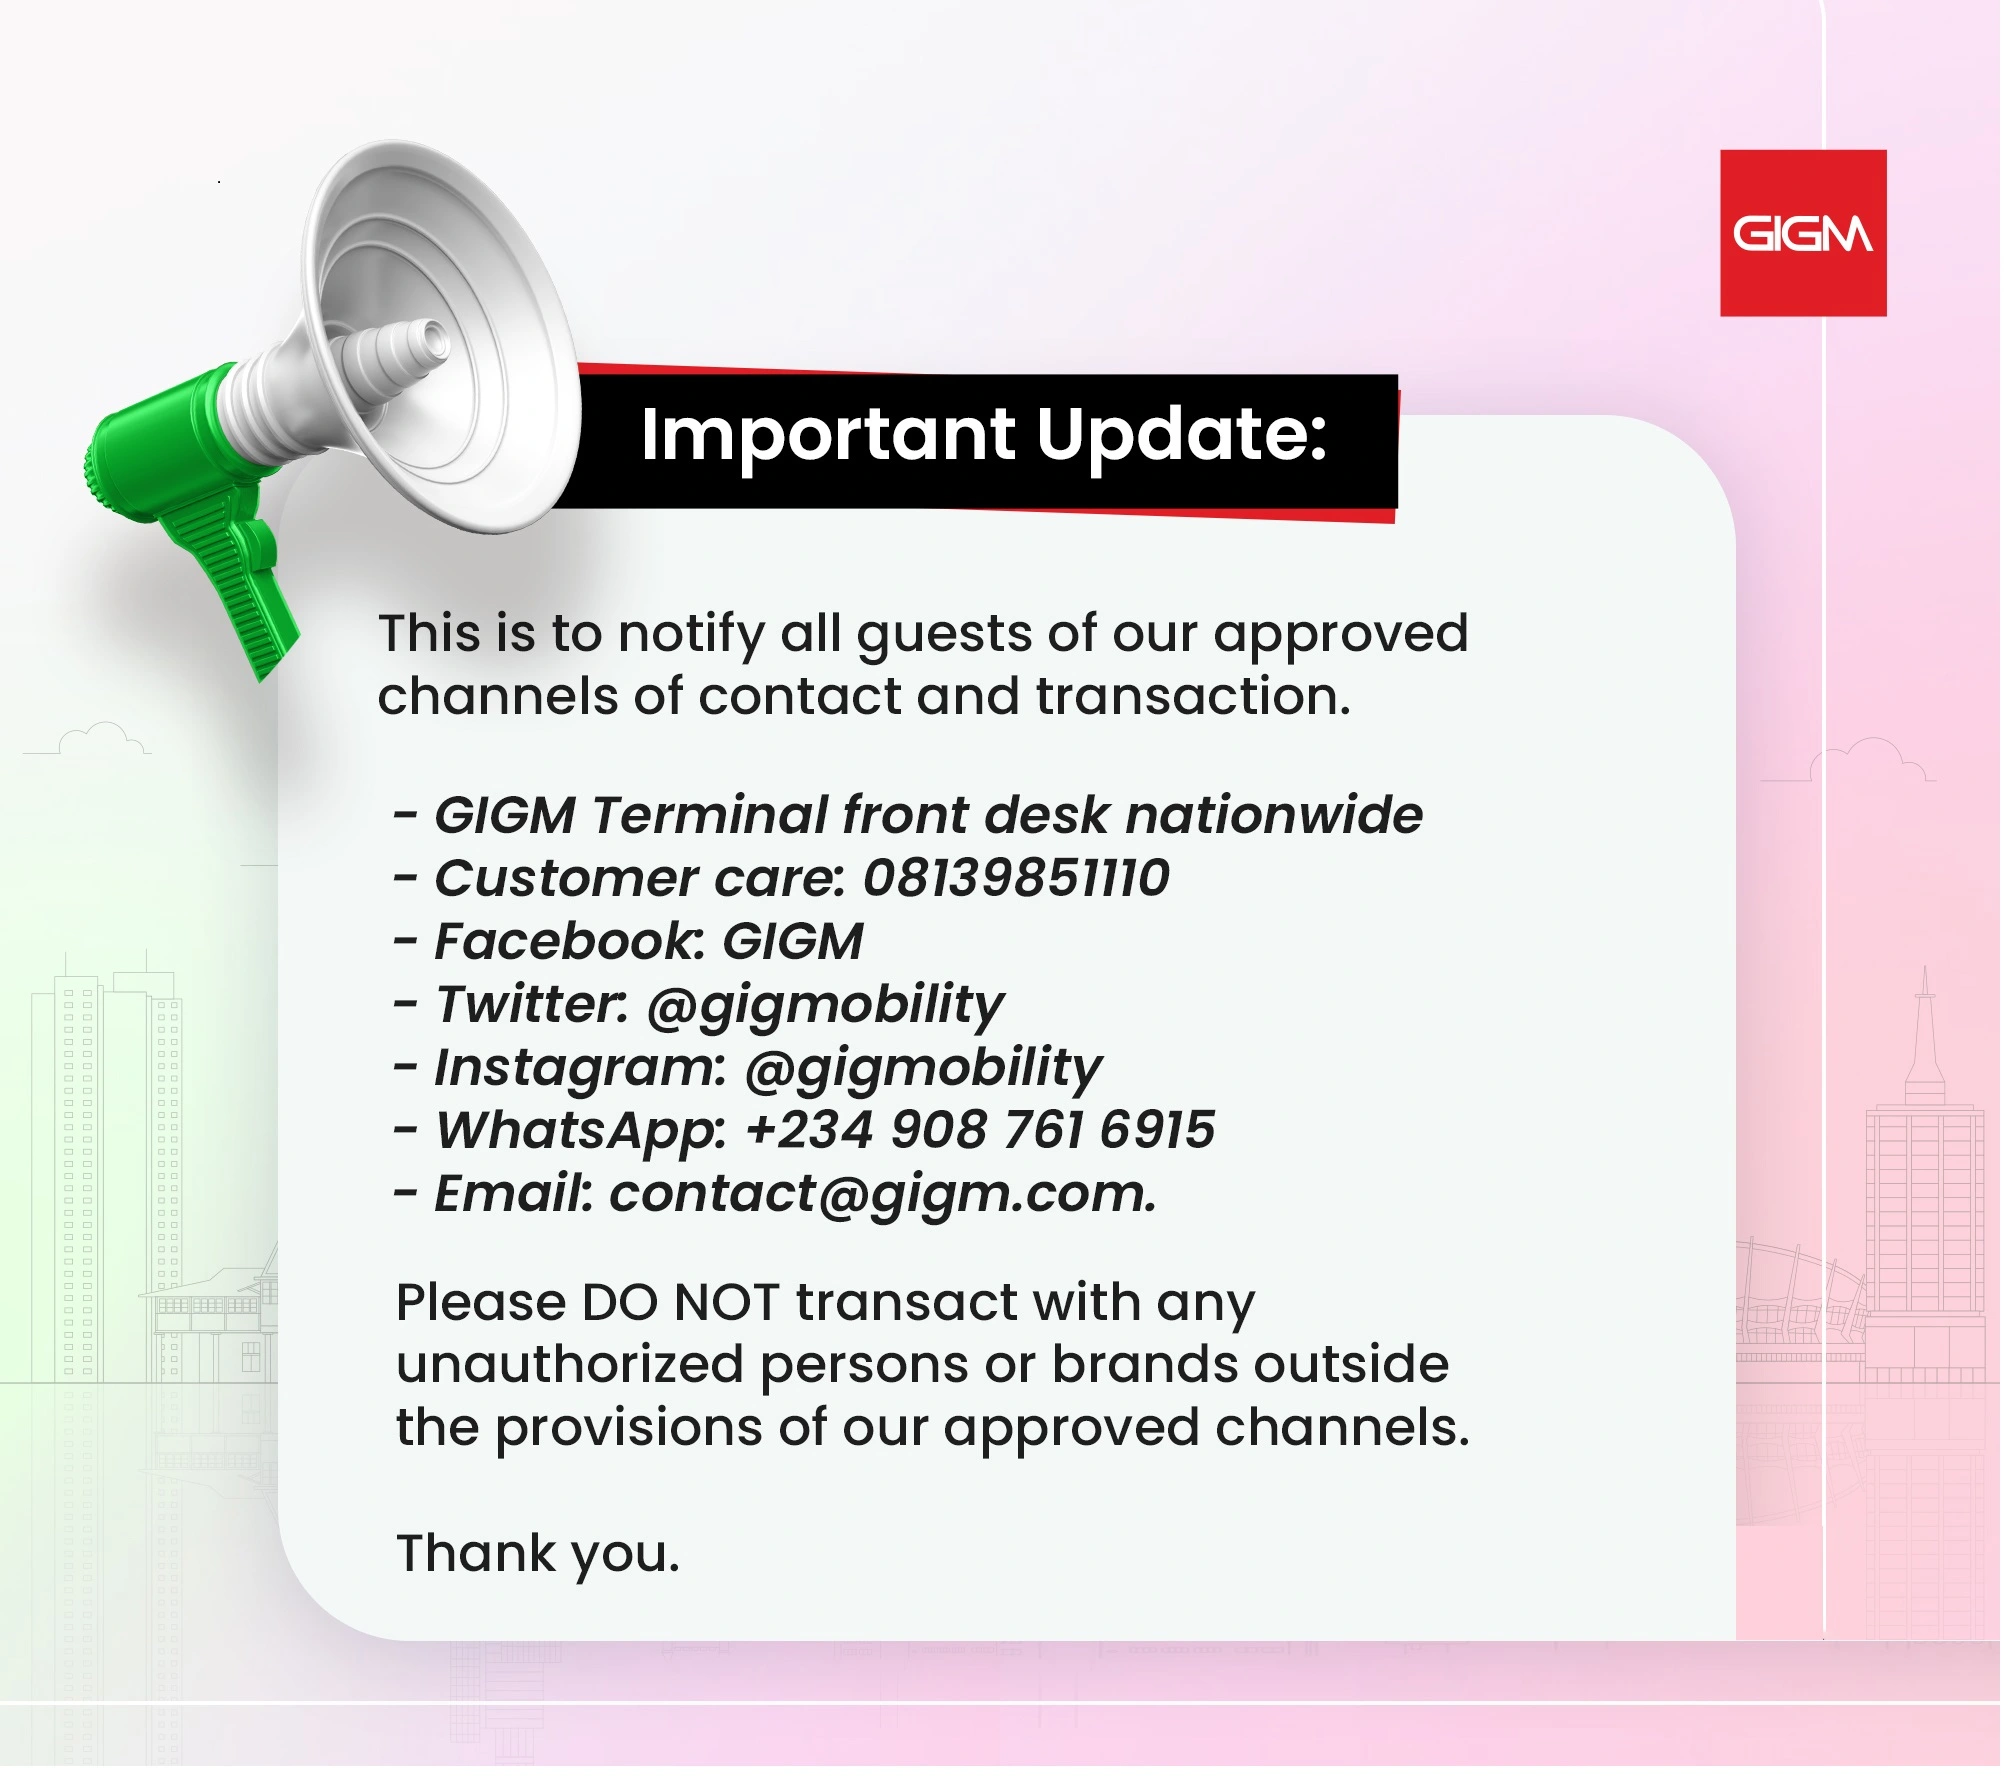 GIGM
Important Update:
This is to notify all guests of our approved
channels of contact and transaction.
- GIGM Terminal front desk nationwide
- Customer care: 08139851110
- Facebook: GIGM
- Twitter: @gigmobility
- Instagram: @gigmobility
- WhatsApp: +234 908 761 6915
- Email: contact@gigm.com.
Please DO NOT transact with any
unauthorized persons or brands outside
the provisions of our approved channels.
Thank you.